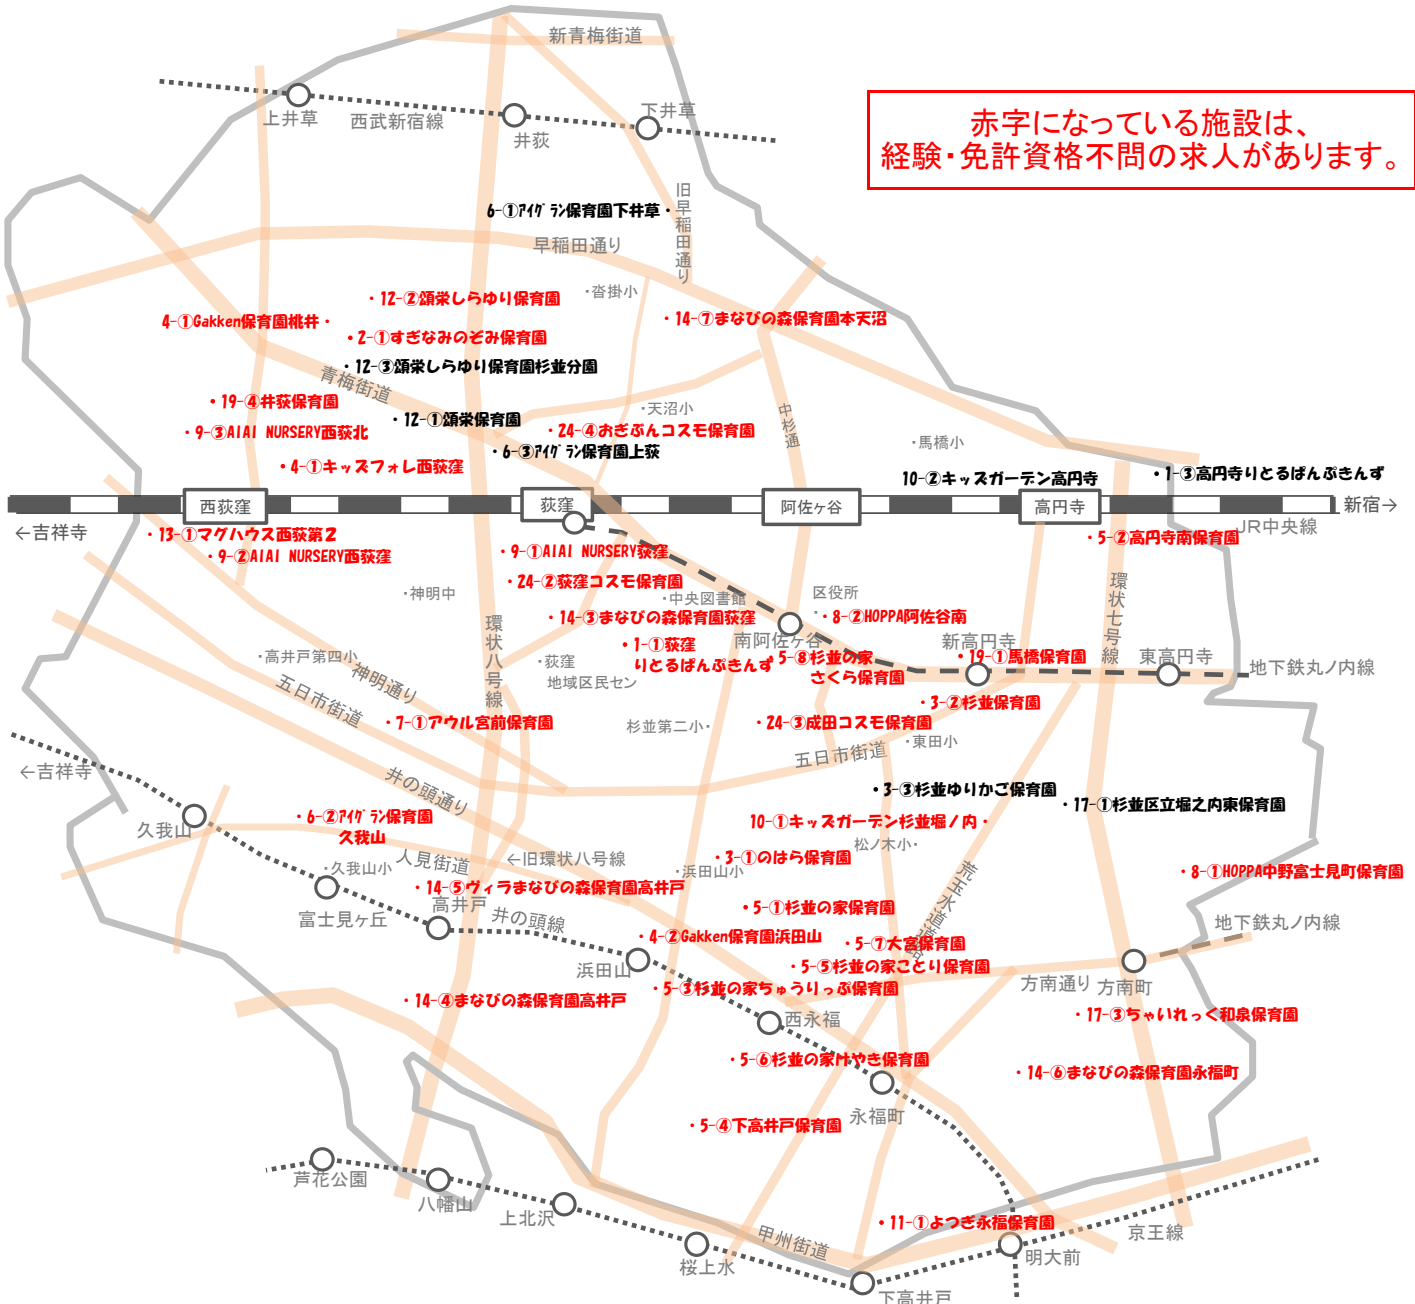 新青梅街道
上井草
西武新宿線
井荻
下井草
赤字になっている施設は、
経験・免許資格不問の求人があります。
旧早稲田通り
6-①ｱｲｸﾞﾗﾝ保育園下井草・
早稲田通り
・沓掛小
・12-②頌栄しらゆり保育園
4-①Gakken保育園桃井・
・14-⑦まなびの森保育園本天沼
・2-①すぎなみのぞみ保育園
・12-③頌栄しらゆり保育園杉並分園
青梅街道
・19-④井荻保育園
・12-①頌栄保育園
・天沼小
中杉通
・9-③AIAI NURSERY西荻北
・24-④おぎぶんコスモ保育園
・馬橋小
・6-③ｱｲｸﾞﾗﾝ保育園上荻
・4-①キッズフォレ西荻窪
10-②キッズガーデン高円寺
・1-③高円寺りとるぱんぷきんず
西荻窪
荻窪
阿佐ヶ谷
高円寺
新宿→
←吉祥寺
JR中央線
・13-①マグハウス西荻第2
・5-②高円寺南保育園
・9-②AIAI NURSERY西荻窪
・9-①AIAI NURSERY荻窪
・24-②荻窪コスモ保育園
・神明中
・中央図書館
区役所
環状七号線
環状八号線
・14-③まなびの森保育園荻窪
・8-②HOPPA阿佐谷南
・1-①荻窪
りとるぱんぷきんず
南阿佐ヶ谷
新高円寺
・19-①馬橋保育園
東高円寺
地下鉄丸ノ内線
・高井戸第四小
神明通り
・荻窪
地域区民セン
・5-⑧杉並の家
さくら保育園
五日市街道
・3-②杉並保育園
・7-①アウル宮前保育園
杉並第二小・
・24-③成田コスモ保育園
・東田小
五日市街道
←吉祥寺
井の頭通り
・3-③杉並ゆりかご保育園
・17-①杉並区立堀之内東保育園
久我山
・6-②ｱｲｸﾞﾗﾝ保育園
久我山
10-①キッズガーデン杉並堀ノ内・
松ノ木小・
人見街道
←旧環状八号線
・3-①のはら保育園
・久我山小
・浜田山小
荒玉水道道路
・8-①HOPPA中野富士見町保育園
・14-⑤ヴィラまなびの森保育園高井戸
富士見ヶ丘
高井戸
井の頭線
・5-①杉並の家保育園
地下鉄丸ノ内線
・4-②Gakken保育園浜田山
・5-⑦大宮保育園
浜田山
・5-⑤杉並の家ことり保育園
方南通り
方南町
・5-③杉並の家ちゅうりっぷ保育園
・14-④まなびの森保育園高井戸
・17-③ちゃいれっく和泉保育園
西永福
・5-⑥杉並の家けやき保育園
・14-⑥まなびの森保育園永福町
永福町
・5-④下高井戸保育園
芦花公園
八幡山
上北沢
・11-①よつぎ永福保育園
甲州街道
京王線
桜上水
明大前
下高井戸